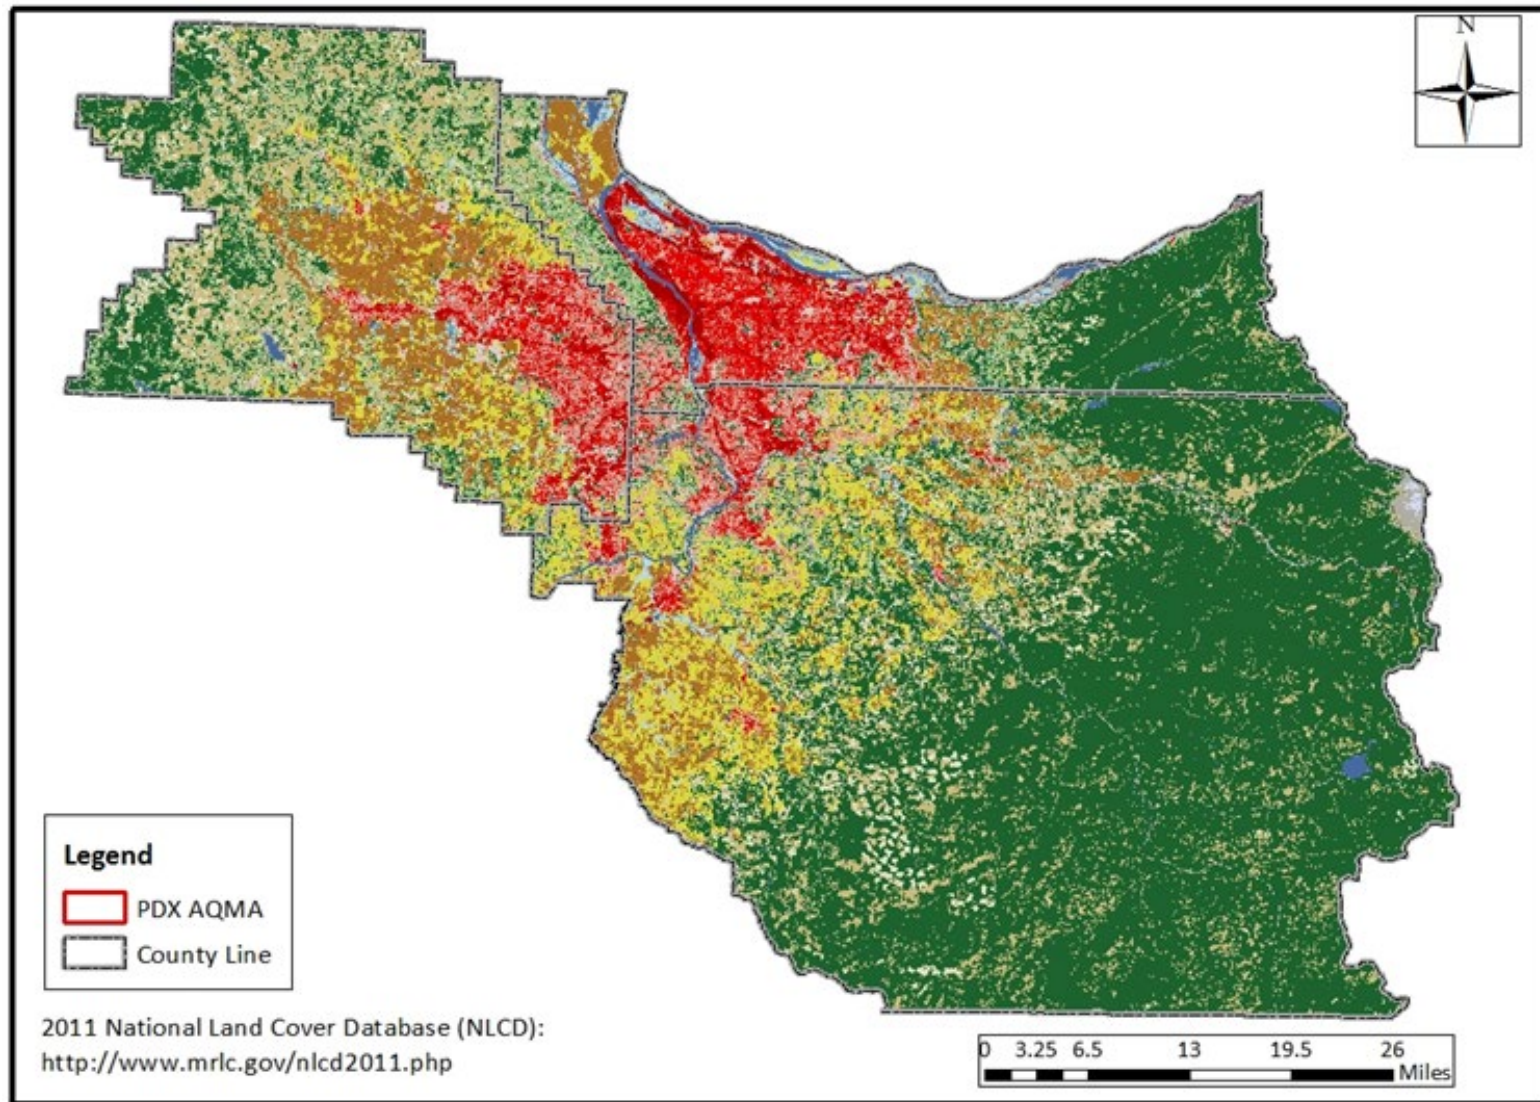 N
Legend
PDX AQMA
County Line
2011 National Land Cover Database (NLCD):
http://www.mrlc.gov/nlcd2011.php
0 3.25 6.5 13 19.5 26
Miles